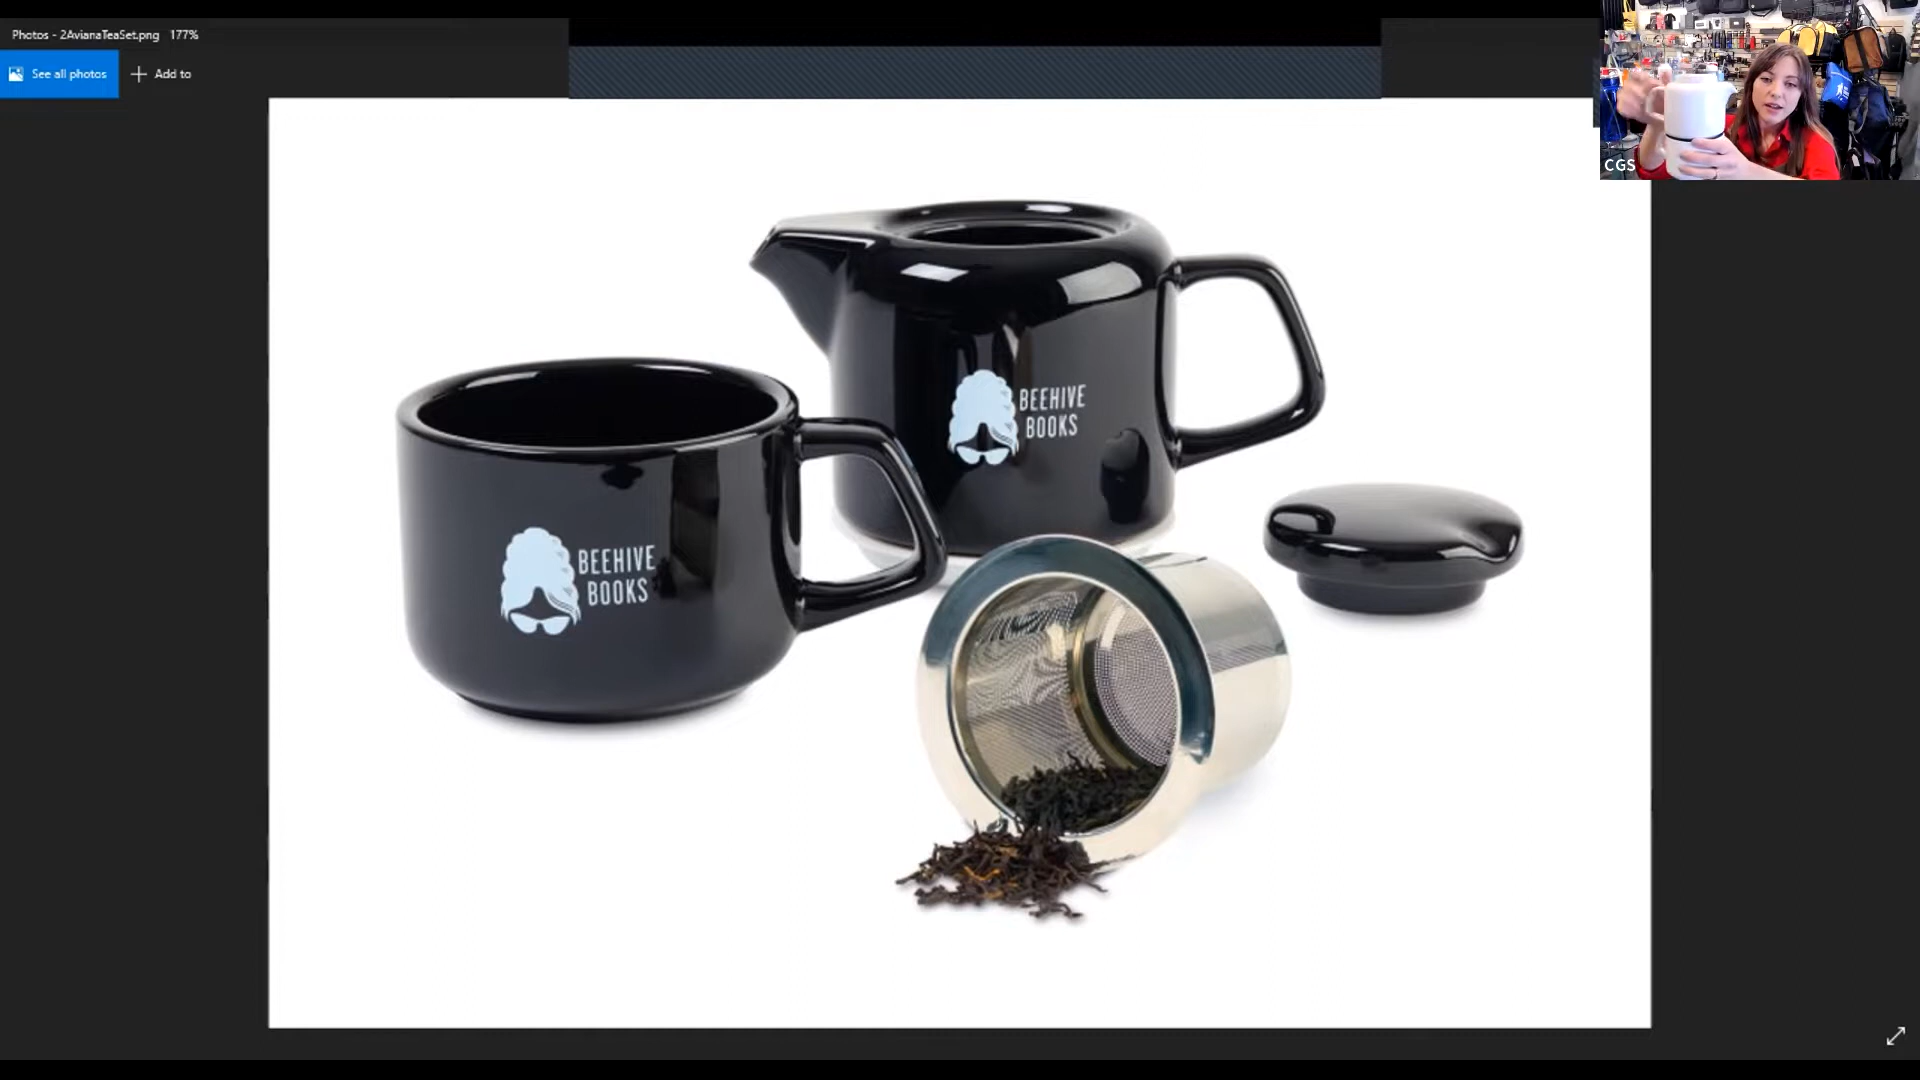 Photos - 2AvianaTeaSet.png 177%
See all photos
Add to
CGS
BEEHIVE
BOOKS
BEEHIVE
BOOKS